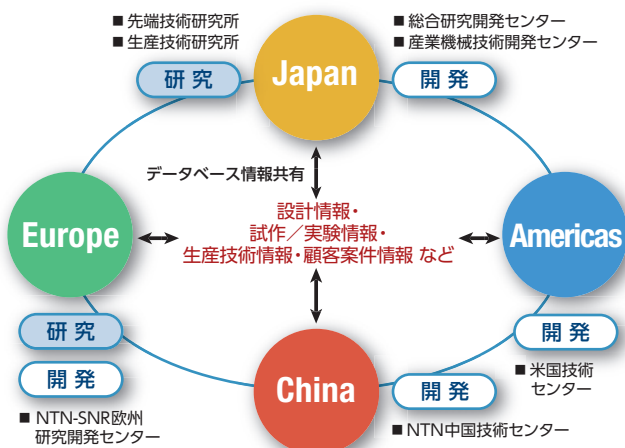 ■ 先端技術研究所
■ 生産技術研究所
■ 総合研究開発センター
■ 産業機械技術開発センター
研究
Japan
開発
データベース情報共有
設計情報・
試作／実験情報・
生産技術情報・顧客案件情報 など
Europe
Americas
研究
開発
■ NTN-SNR欧州
研究開発センター
China
開発
■ NTN中国技術センター
開発
■ 米国技術
センター